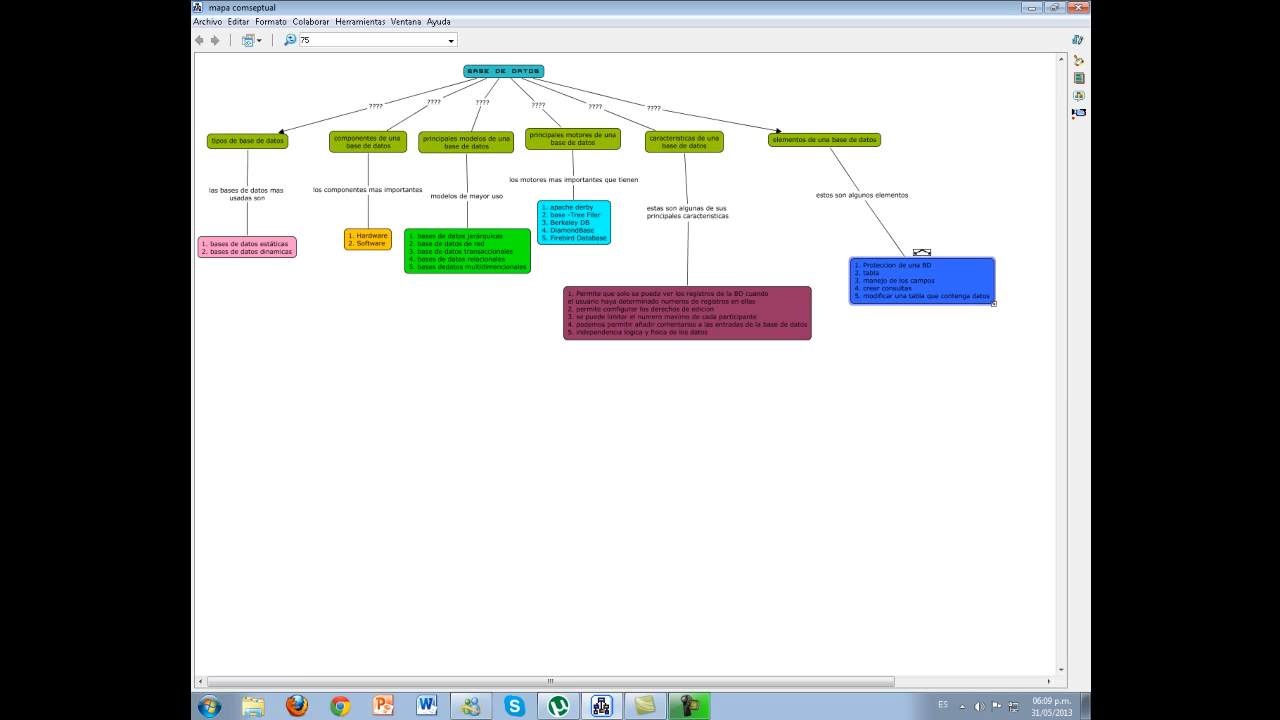 mapa comseptual
Archivo Editar Formato Colaborar Herramientas Ventana Ayuda
75
BASE DE DATOS
???? ???? ???? ???? ???? ????
tipos de base de datos
componentes de una
base de datos
principales modelos de una
base de datos
principales motores de una
base de datos
caracteristicas de una
base de datos
elementos de una base de datos
las bases de datos mas
usadas son
los componentes mas importantes
modelos de mayor uso
los motores mas importantes que tienen
estas son algunas de sus
principales caracteristicas
estos son algunos elementos
1. bases de datos estáticas
2. bases de datos dinamicas
1. Hardware
2. Software
1. bases de datos jerárquicas
2. base de datos de red
3. base de datos transaccionales
4. bases de datos relacionales
5. bases dedatos multidimencionales
1. apache derby
2. base -Tree Filer
3. Berkeley DB
4. DiamondBase
5. Firebird DataBase
1. Permite que solo se pueda ver los registros de la BD cuando
el usuario haya determinado numeros de registros en ellas
2. permite comfigurar los derechos de edicion
3. se puede limitar el numero maximo de cada participante
4. podemos permitir añadir comentarios a las entradas de la base de datos
5. independencia logica y fisica de los datos
1. Proteccion de una BD
2. tabla
3. manejo de los campos
4. crear consultas
5. modificar una tabla que contenga datos
ES
06:09 p.m.
31/05/2013